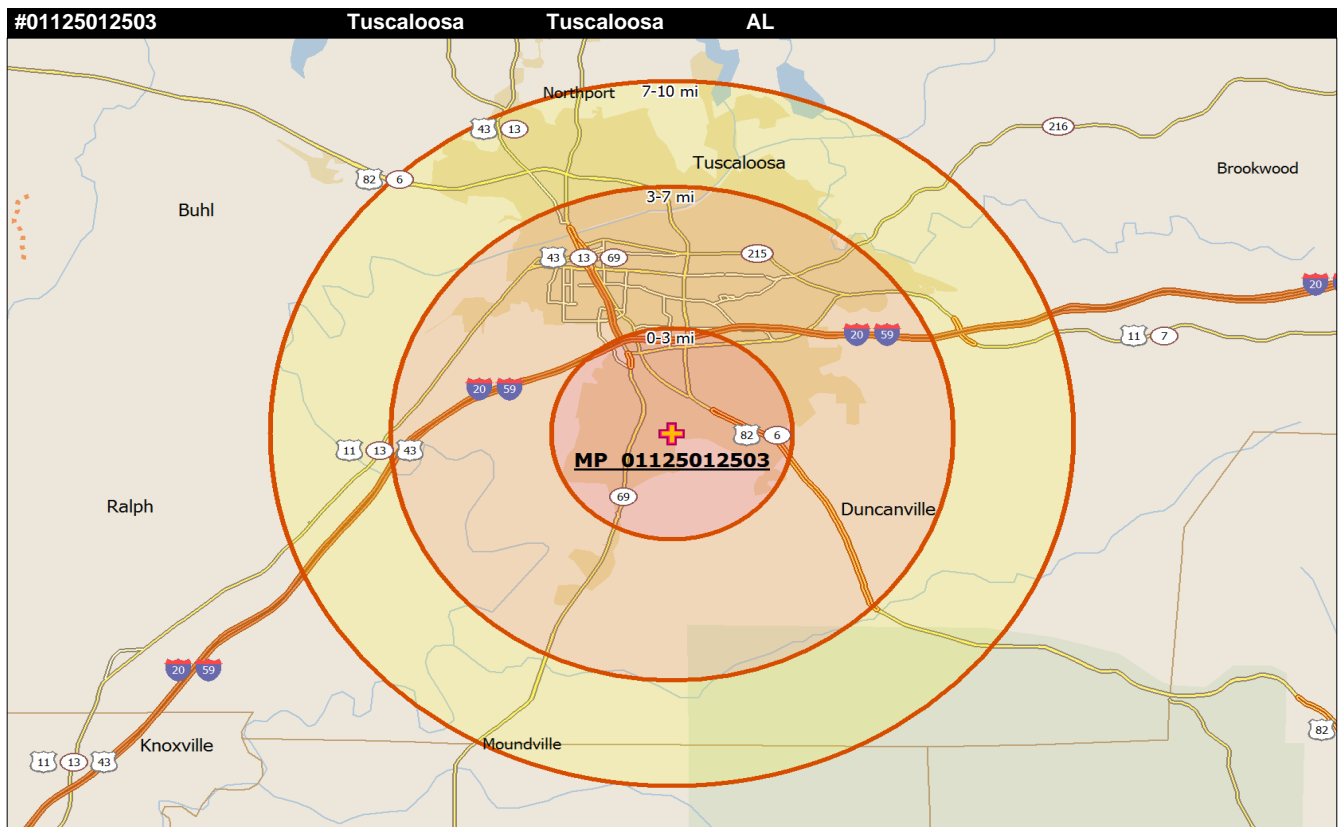 #01125012503 Tuscaloosa Tuscaloosa AL
Northport
7-10 mi
43 13
216
Tuscaloosa
Brookwood
82 6
3-7 mi
Buhl
43 13 69
215
20
0-3 mi
20 59
11 7
20 59
82 6
11 13 43
MP 01125012503
69
Ralph
Duncanville
20 59
82
Knoxville
Moundville
11 13 43